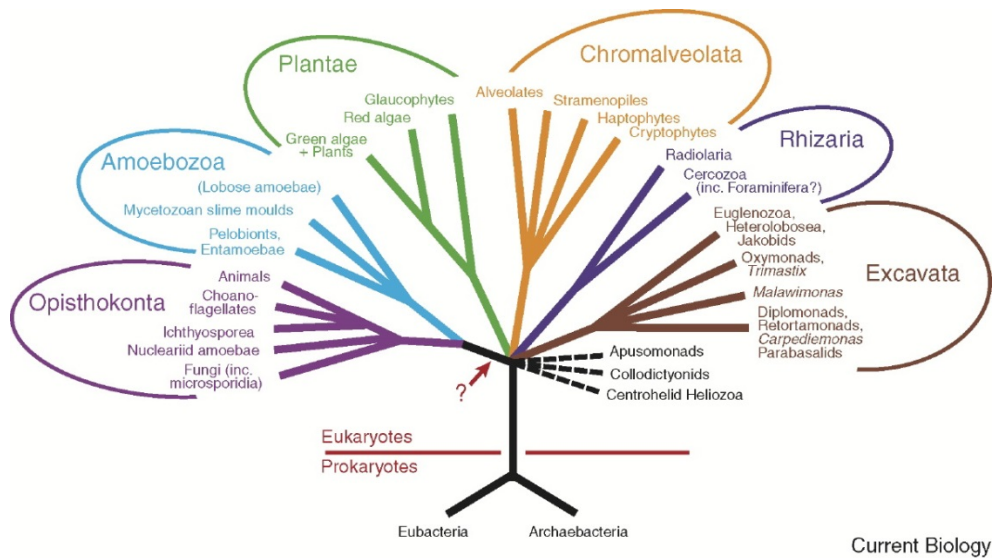 Plantae
Chromalveolata
Glaucophytes
Red algae
Green algae
+ Plants
Alveolates
Stramenopiles
Haptophytes
Cryptophytes
Amoebozoa
(Lobose amoebae)
Mycetozoan slime moulds
Pelobionts,
Entamoebae
Radiolaria
Cercozoa
(inc. Foraminifera?)
Rhizaria
Opisthokonta
Animals
Choano-
flagellates
Ichthyosporea
Nucleariid amoebae
Fungi (inc.
microsporidia)
Euglenozoa,
Heterolobosea,
Jakobids
Oxymonads,
Trimastix
Malawimonas
Diplomonads,
Retortamonads,
Carpediemonas
Parabasalids
Excavata
Apusomonads
Collodictyonids
Centrohelid Heliozoa
?
Eukaryotes
Prokaryotes
Eubacteria
Archaebacteria
Current Biology